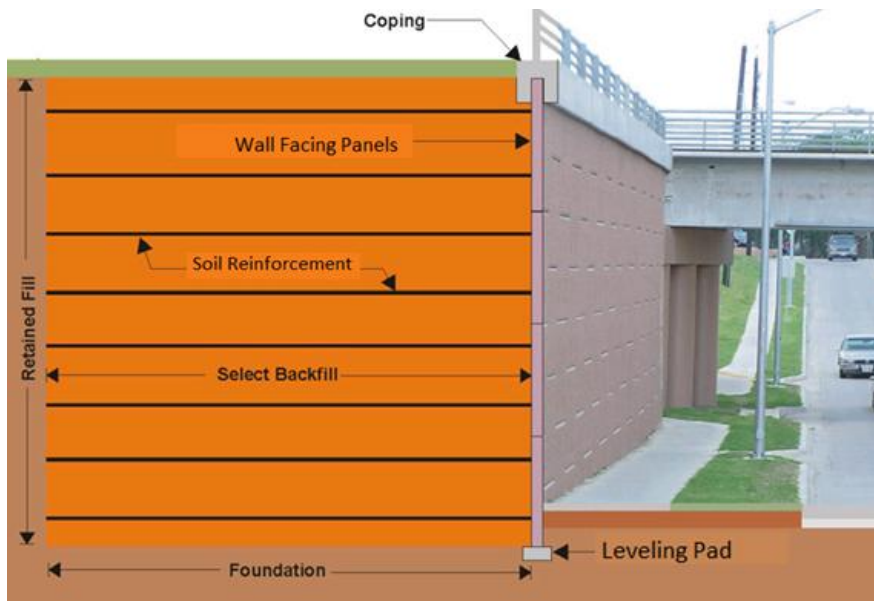 Coping
Wall Facing Panels
Soil Reinforcement
Retained Fill
Select Backfill
Leveling Pad
Foundation